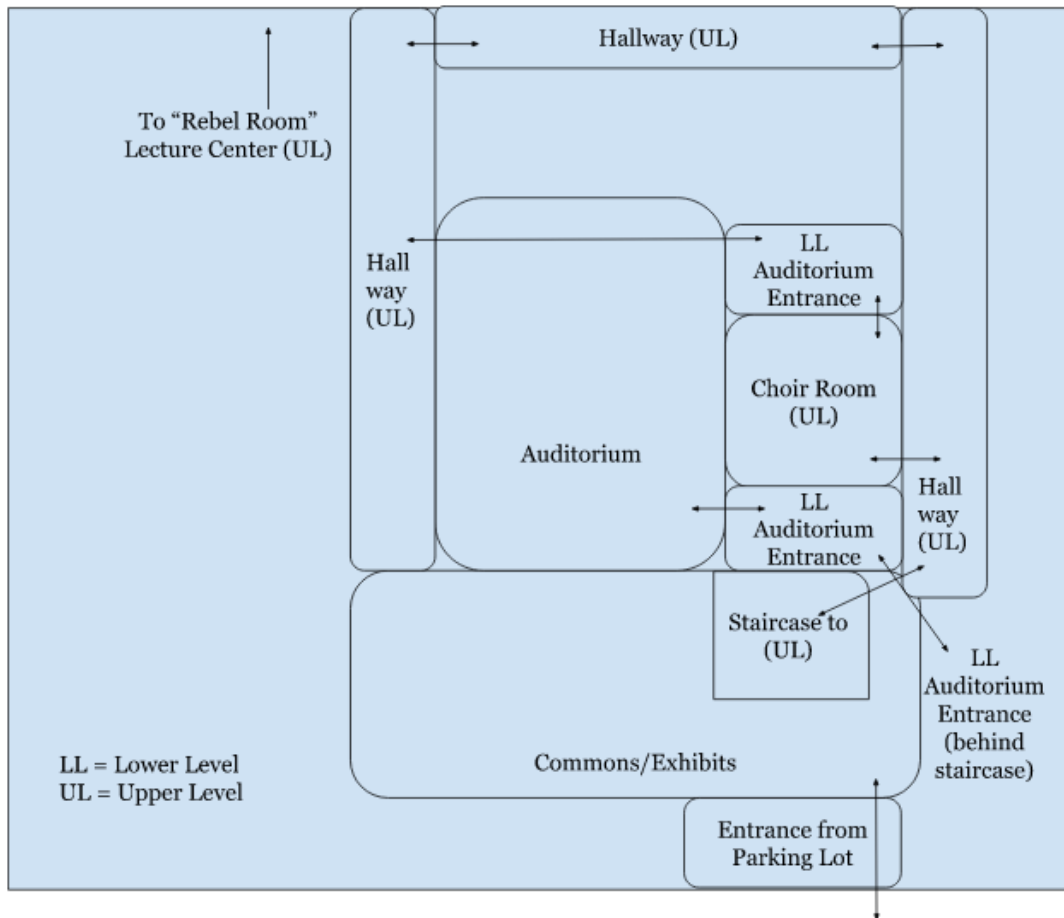 Hallway (UL)
To “Rebel Room”
Lecture Center (UL)
Hall
way
(UL)
LL
Auditorium
Entrance
Choir Room
(UL)
Auditorium
LL
Auditorium
Entrance
Hall
way
(UL)
Staircase to
(UL)
LL
Auditorium
Entrance
(behind
staircase)
Commons/Exhibits
LL = Lower Level
UL = Upper Level
Entrance from
Parking Lot